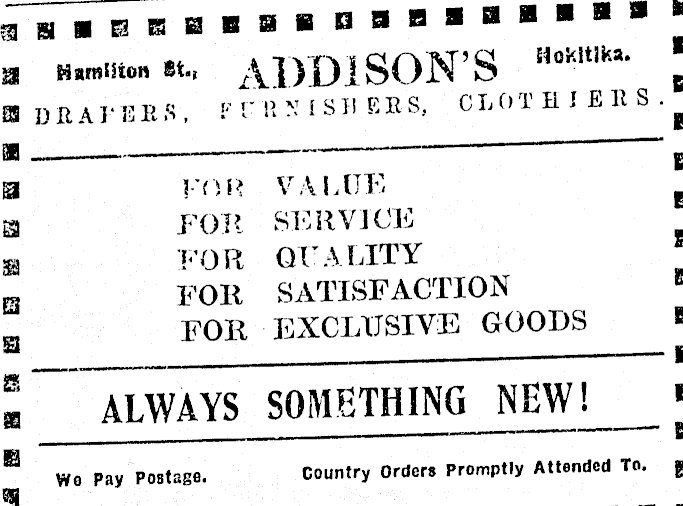 Hamilton St., ADDISON'S Hokitika.
DRAPERS, FURNISHERS, CLOTHIERS.
FOR VALUE
FOR SERVICE
FOR QUALITY
FOR SATISFACTION
FOR EXCLUSIVE GOODS
ALWAYS SOMETHING NEW!
We Pay Postage. Country Orders Promptly Attended To.